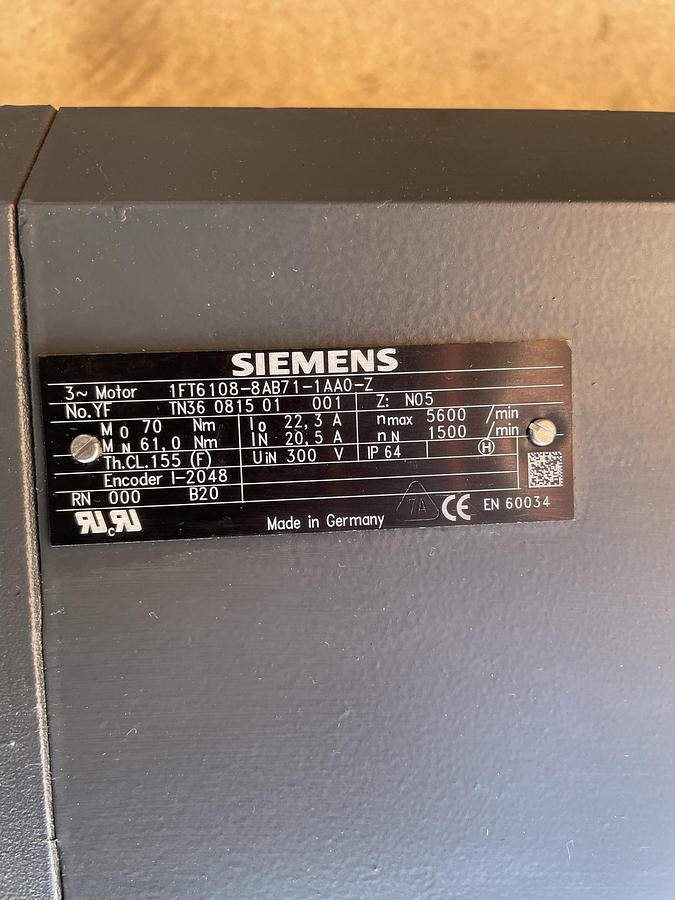 SIEMENS
3~ Motor 1FT6108-8AB71-1AA0-Z
No.YF TN36 0815 01 001 Z: N05
M0 70 Nm I0 22,3 A nmax 5600 /min
MN 61.0 Nm IN 20,5 A nN 1500 /min
Th.CL.155 (F) UiN 300 V IP 64 H
Encoder I-2048
RN 000 B20
7A CE EN 60034
Made in Germany